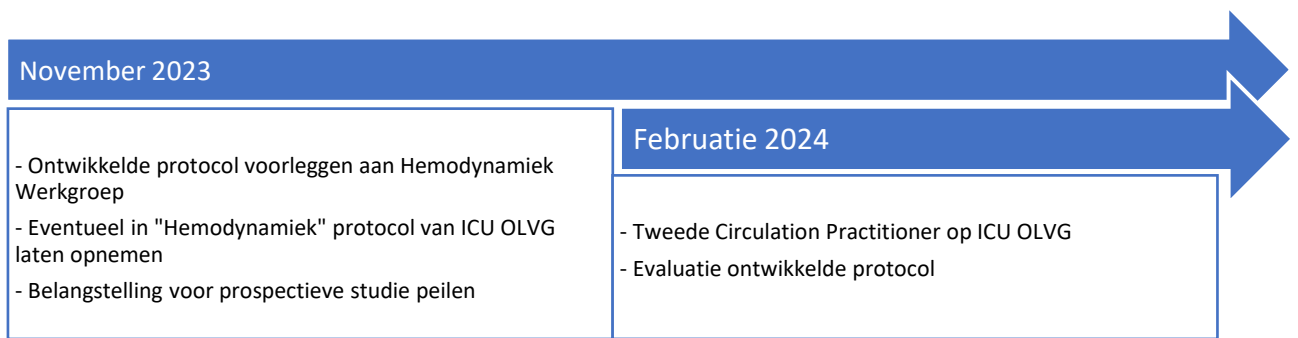 November 2023
- Ontwikkelde protocol voorleggen aan Hemodynamiek
Werkgroep
- Eventueel in "Hemodynamiek" protocol van ICU OLVG
laten opnemen
- Belangstelling voor prospectieve studie peilen
Februatie 2024
- Tweede Circulation Practitioner op ICU OLVG
- Evaluatie ontwikkelde protocol